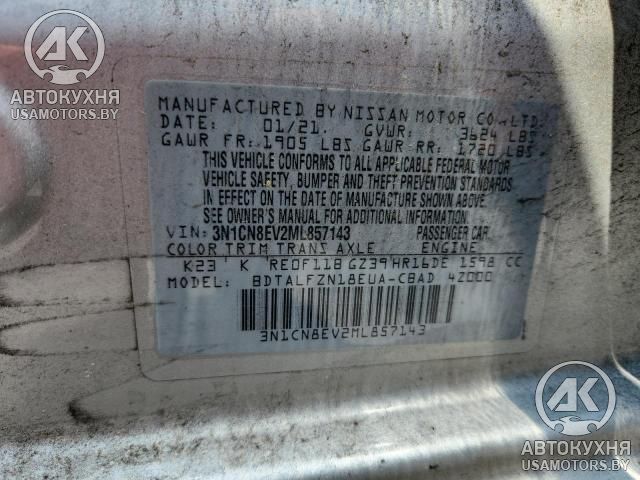 AK
АВТОКУХНЯ
USAMOTORS.BY
MANUFACTURED BY NISSAN MOTOR CO.,LTD.
DATE: 01/21. GVWR: 3624 LBS
GAWR FR: 1905 LBS GAWR RR: 1720 LBS
THIS VEHICLE CONFORMS TO ALL APPLICABLE FEDERAL MOTOR
VEHICLE SAFETY, BUMPER AND THEFT PREVENTION STANDARDS
IN EFFECT ON THE DATE OF MANUFACTURE SHOWN ABOVE.
SEE OWNER'S MANUAL FOR ADDITIONAL INFORMATION.
VIN: 3N1CN8EV2ML857143 PASSENGER CAR
COLOR TRIM TRANS AXLE ENGINE
K23 K RE0F11B GZ39 HR16DE 1598 CC
MODEL: BDTALFZN18EUA-CBAD 4Z000
3N1CN8EV2ML857143
AK
АВТОКУХНЯ
USAMOTORS.BY